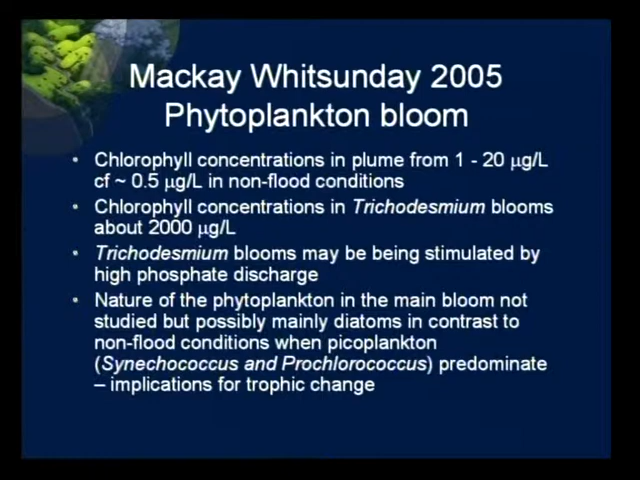 Mackay Whitsunday 2005
Phytoplankton bloom
• Chlorophyll concentrations in plume from 1 - 20 µg/L
cf ~ 0.5 µg/L in non-flood conditions
• Chlorophyll concentrations in Trichodesmium blooms
about 2000 µg/L
• Trichodesmium blooms may be being stimulated by
high phosphate discharge
• Nature of the phytoplankton in the main bloom not
studied but possibly mainly diatoms in contrast to
non-flood conditions when picoplankton
(Synechococcus and Prochlorococcus) predominate
– implications for trophic change